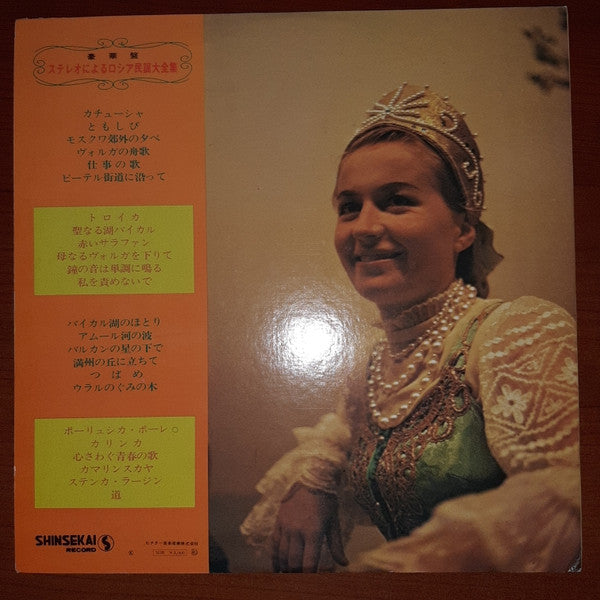 豪華盤
ステレオによるロシア民謡大全集
カチューシャ
ともしび
モスクワ郊外の夕べ
ヴォルガの舟歌
仕事の歌
ピーテル街道に沿って
トロイカ
聖なる湖バイカル
赤いサラファン
母なるヴォルガを下りて
鐘の音は単調に鳴る
私を責めないで
バイカル湖のほとり
アムール河の波
バルカンの星の下で
満州の丘に立ちて
つばめ
ウラルのぐみの木
ポーリュシカ・ポーレ
カリンカ
心さわぐ青春の歌
カマリンスカヤ
ステンカ・ラージン
道
SHINSEKAI
RECORD